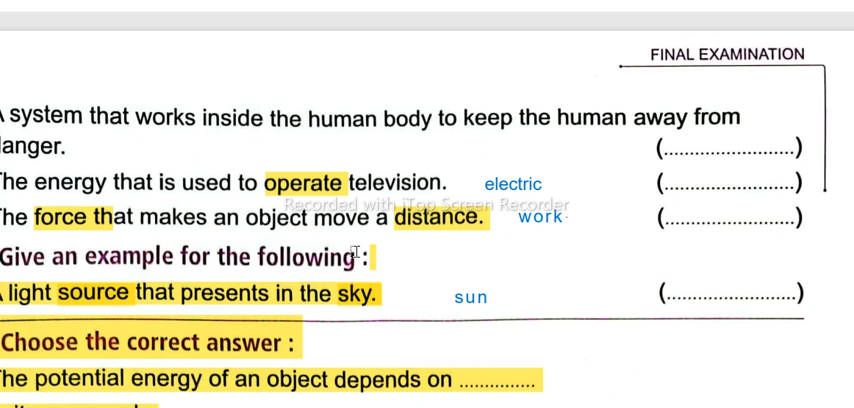 FINAL EXAMINATION
system that works inside the human body to keep the human away from
anger. (............................)
he energy that is used to operate television. electric (............................)
Recorded with iTop Screen Recorder
he force that makes an object move a distance. work (............................)
Give an example for the following :
light source that presents in the sky. sun (............................)
Choose the correct answer :
he potential energy of an object depends on ...............